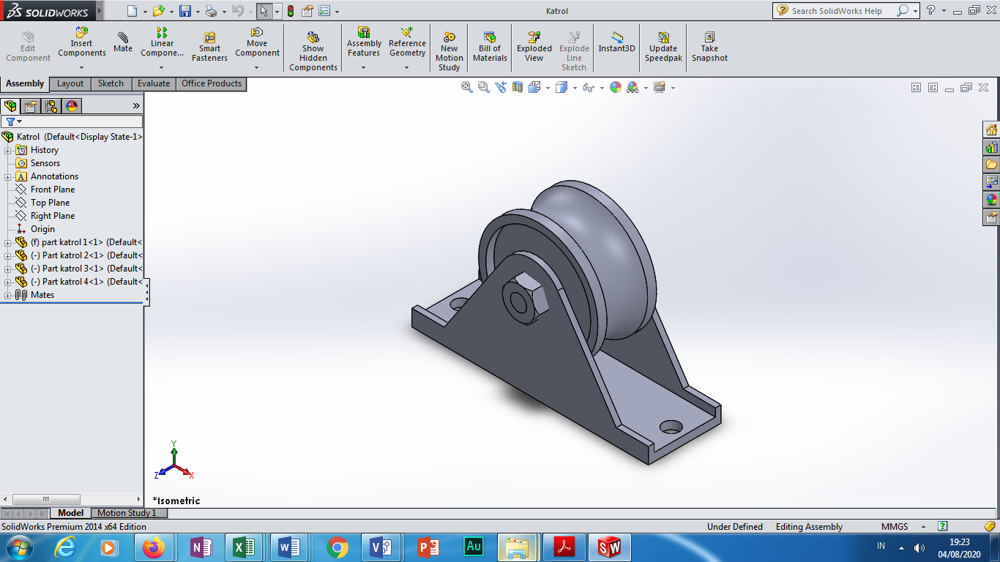 SOLIDWORKS
Katrol
Search SolidWorks Help
Edit Component
Insert Components
Mate
Linear Compone...
Smart Fasteners
Move Component
Show Hidden Components
Assembly Features
Reference Geometry
New Motion Study
Bill of Materials
Exploded View
Explode Line Sketch
Instant3D
Update Speedpak
Take Snapshot
Assembly
Layout
Sketch
Evaluate
Office Products
Katrol (Default<Display State-1>
History
Sensors
Annotations
Front Plane
Top Plane
Right Plane
Origin
(f) part katrol 1<1> (Default<
(-) Part katrol 2<1> (Default<
(-) Part katrol 3<1> (Default<
(-) Part katrol 4<1> (Default<
Mates
Y
Z
X
*Isometric
Model
Motion Study 1
SolidWorks Premium 2014 x64 Edition
Under Defined
Editing Assembly
MMGS
Au
SW
IN
19:23
04/08/2020